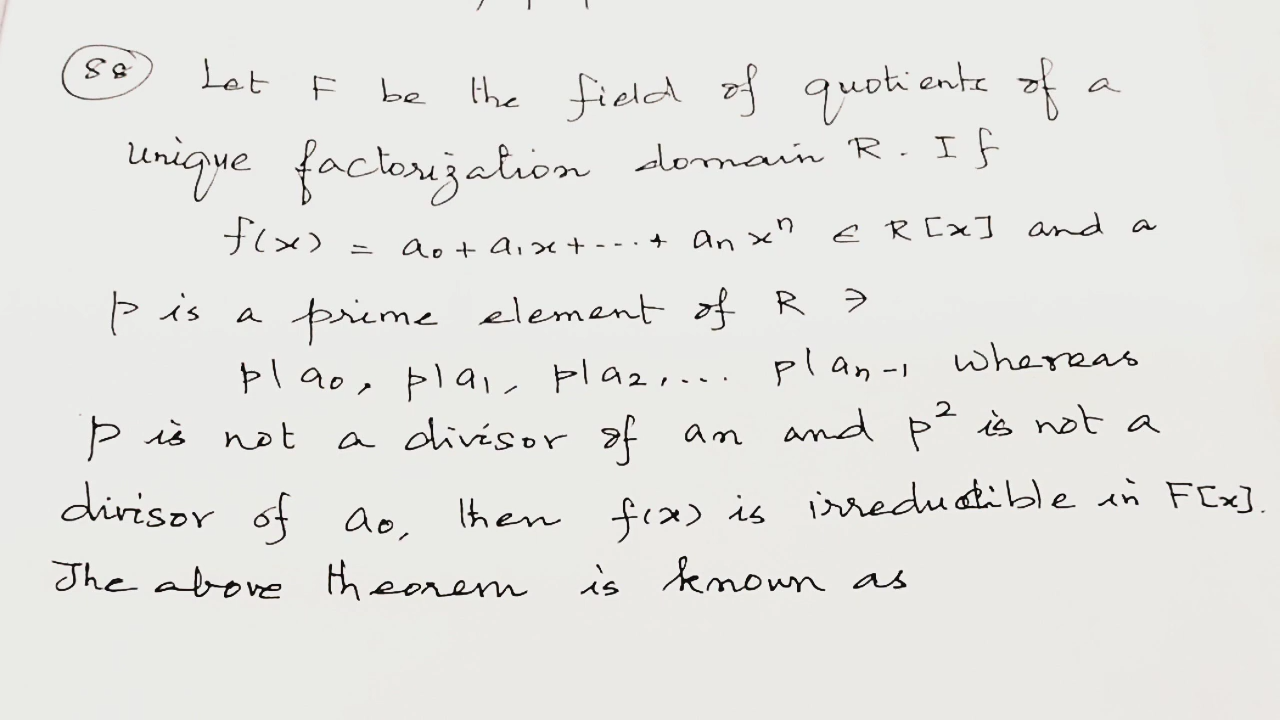 58 Let F be the field of quotients of a
unique factorization domain R. If
f(x) = a₀ + a₁x + --- + aₙxⁿ ∈ R[x] and a
p is a prime element of R ∋
p|a₀, p|a₁, p|a₂, ... p|aₙ₋₁ whereas
p is not a divisor of aₙ and p² is not a
divisor of a₀, then f(x) is irreducible in F[x].
The above theorem is known as